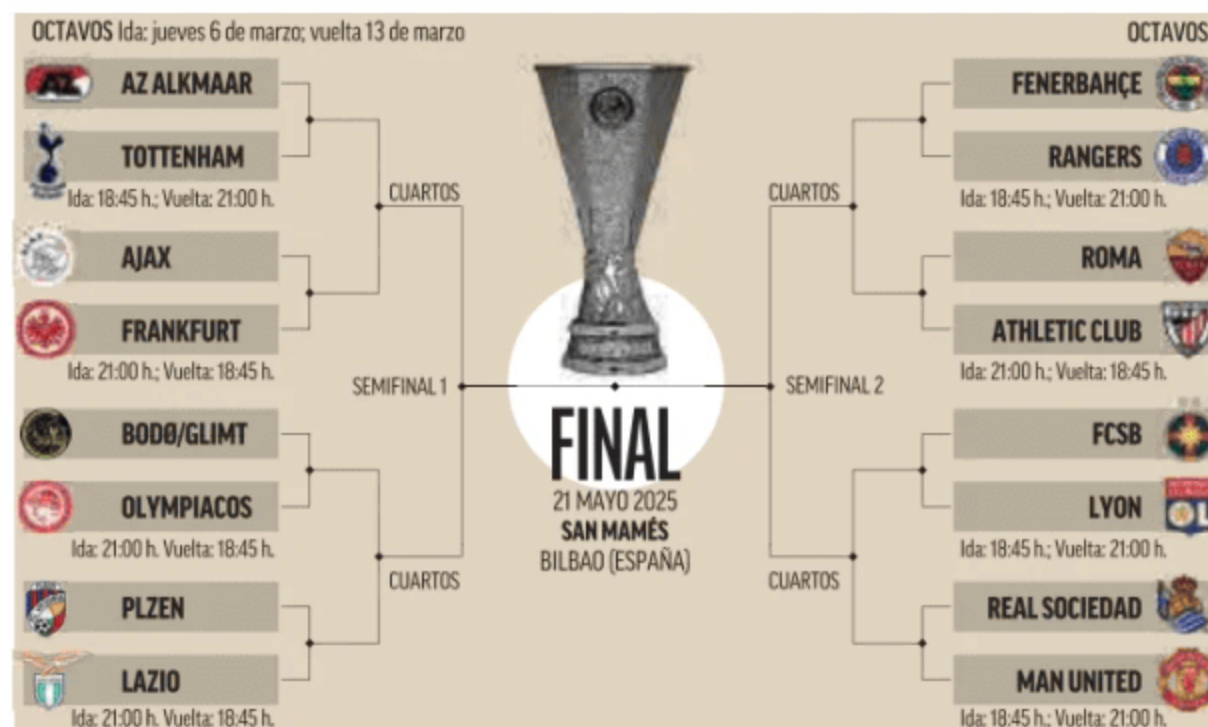 OCTAVOS Ida: jueves 6 de marzo; vuelta 13 de marzo
AZ AZ ALKMAAR
TOTTENHAM
Ida: 18:45 h.; Vuelta: 21:00 h.
CUARTOS
AJAX
FRANKFURT
Ida: 21:00 h.; Vuelta: 18:45 h.
SEMIFINAL 1
BODØ/GLIMT
OLYMPIACOS
Ida: 21:00 h. Vuelta: 18:45 h.
CUARTOS
PLZEN
LAZIO
Ida: 21:00 h. Vuelta: 18:45 h.
FINAL
21 MAYO 2025
SAN MAMÉS
BILBAO (ESPAÑA)
OCTAVOS
FENERBAHÇE
RANGERS
Ida: 18:45 h.; Vuelta: 21:00 h.
CUARTOS
ROMA
ATHLETIC CLUB
Ida: 21:00 h.; Vuelta: 18:45 h.
SEMIFINAL 2
FCSB
LYON
OL
Ida: 18:45 h.; Vuelta: 21:00 h.
CUARTOS
REAL SOCIEDAD
MAN UNITED
Ida: 18:45 h.; Vuelta: 21:00 h.